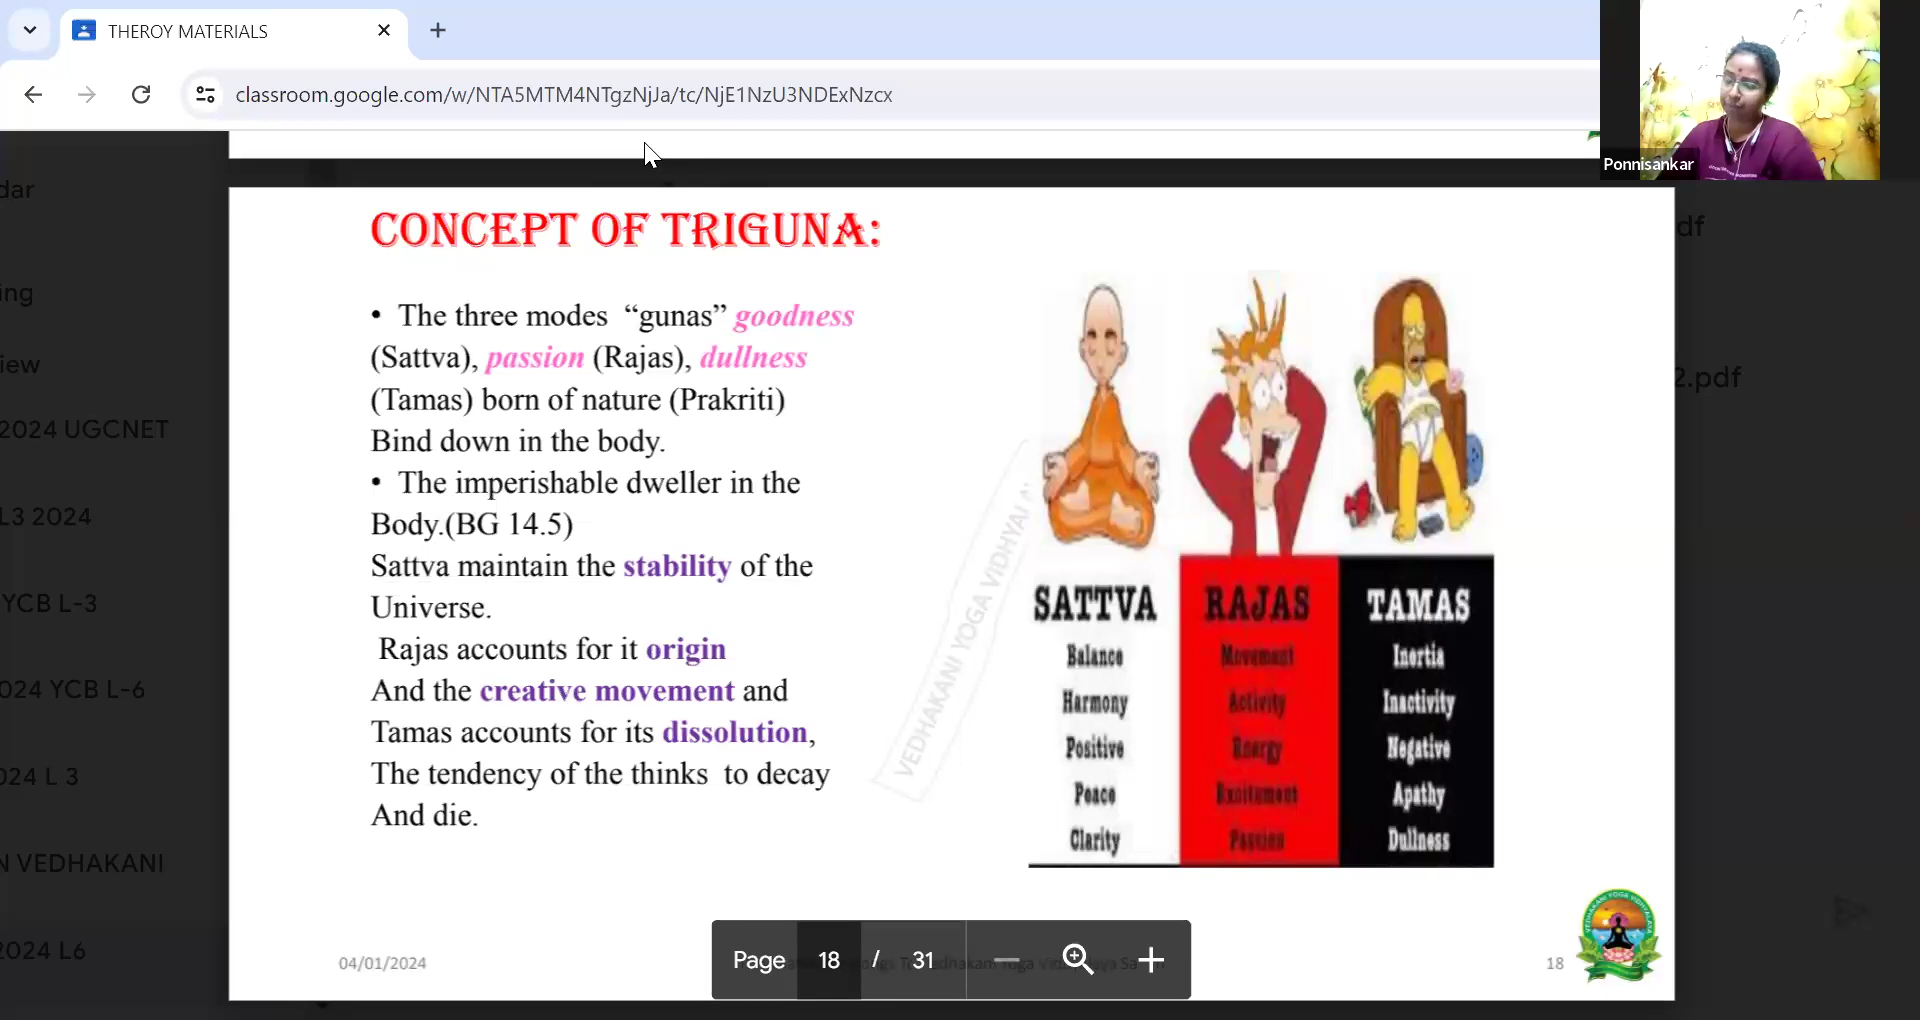 THEROY MATERIALS
classroom.google.com/w/NTA5MTM4NTgzNjJa/tc/NjE1NzU3NDExNzcx
Ponnisankar
dar
ing
iew
2024 UGCNET
L3 2024
YCB L-3
024 YCB L-6
024 L 3
N VEDHAKANI
2024 L6
df
2.pdf
CONCEPT OF TRIGUNA:
• The three modes “gunas” goodness
(Sattva), passion (Rajas), dullness
(Tamas) born of nature (Prakriti)
Bind down in the body.
• The imperishable dweller in the
Body.(BG 14.5)
Sattva maintain the stability of the
Universe.
Rajas accounts for it origin
And the creative movement and
Tamas accounts for its dissolution,
The tendency of the thinks to decay
And die.
VEDHAKANI YOGA VIDHYALA
SATTVA
Balance
Harmony
Positive
Peace
Clarity
RAJAS
Movement
Activity
Energy
Excitement
Passion
TAMAS
Inertia
Inactivity
Negative
Apathy
Dullness
04/01/2024
Page 18 / 31
18